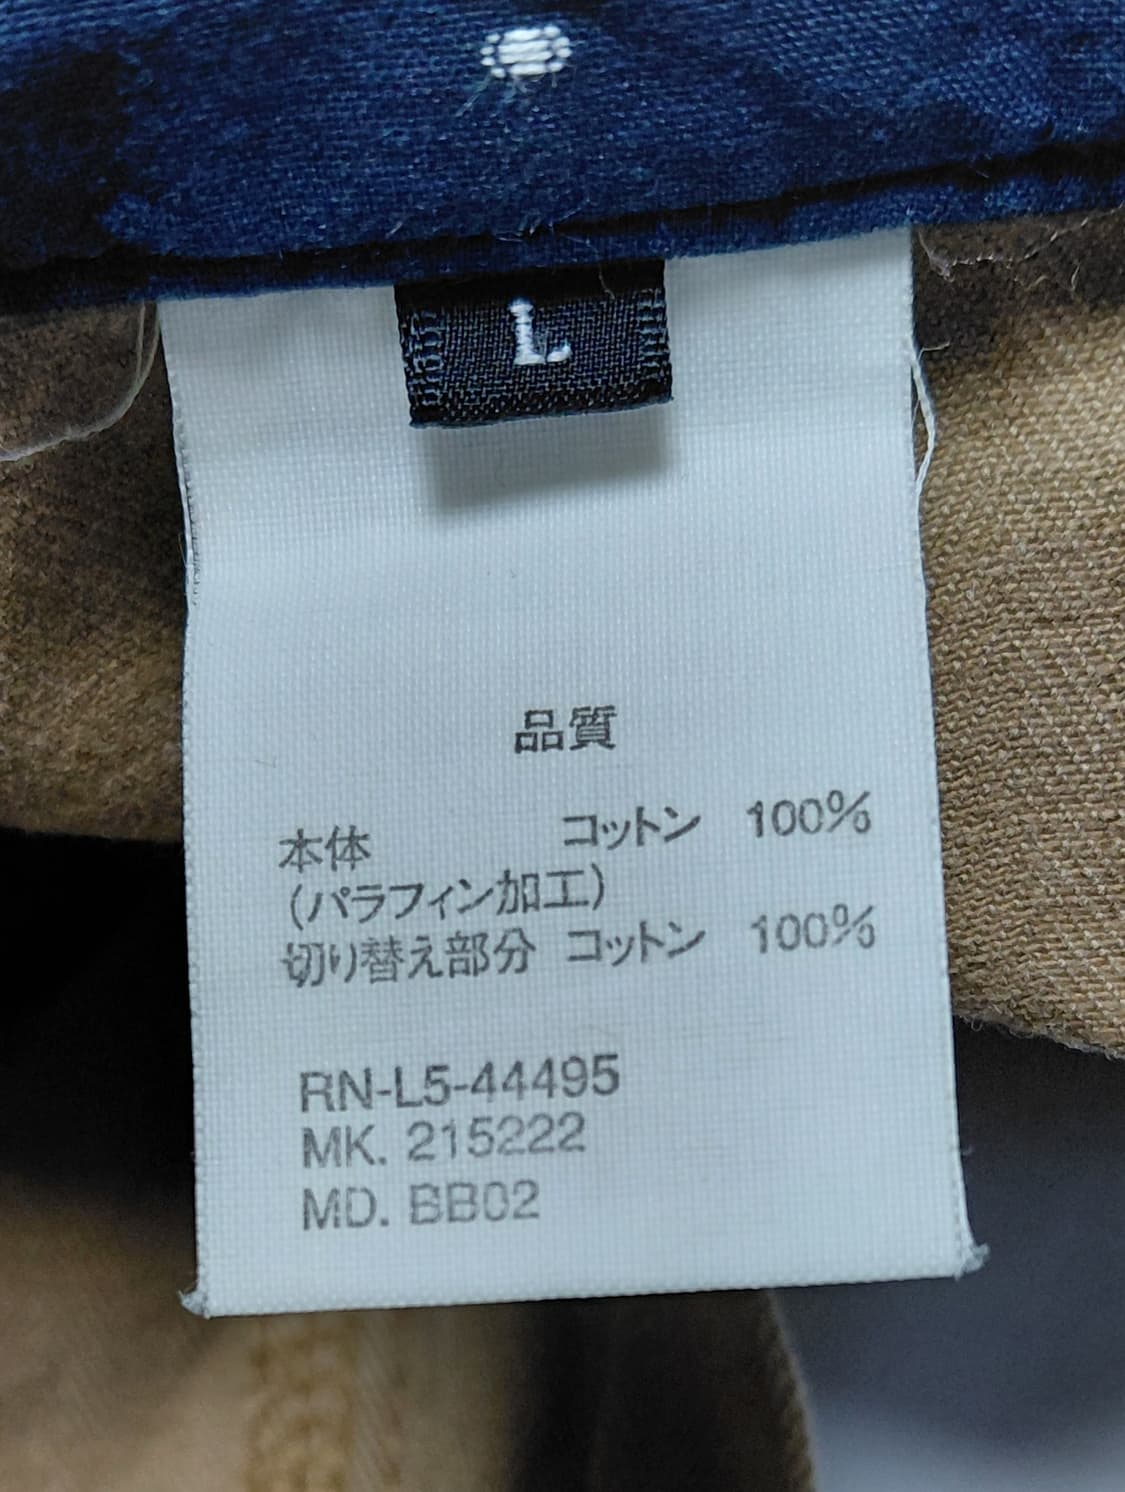 L
品質
本体 コットン 100%
(パラフィン加工)
切り替え部分 コットン 100%
RN-L5-44495
MK. 215222
MD. BB02